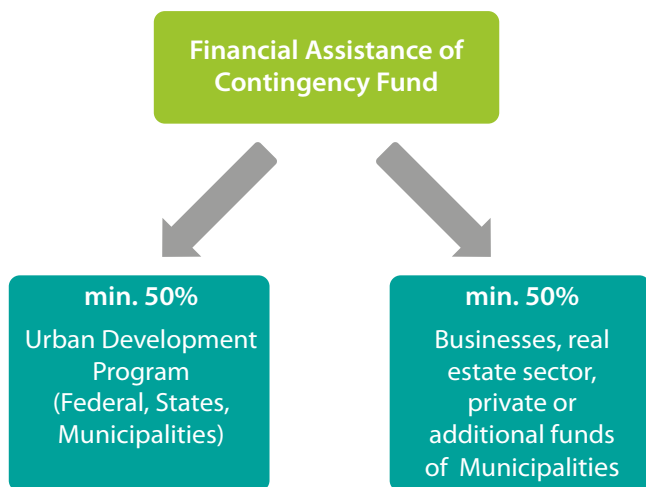 Financial Assistance of
Contingency Fund
min. 50%
Urban Development
Program
(Federal, States,
Municipalities)
min. 50%
Businesses, real
estate sector,
private or
additional funds
of Municipalities